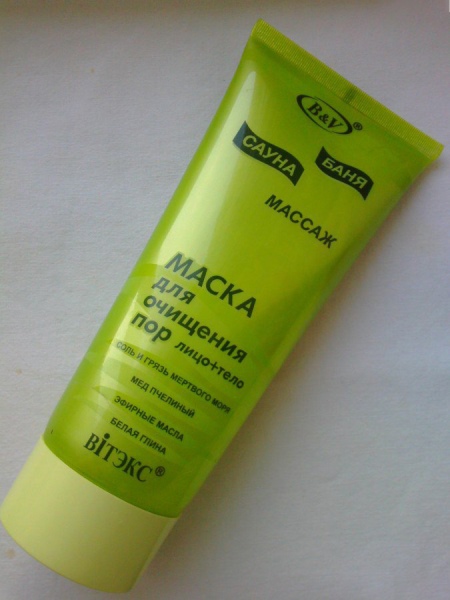 B&V®
САУНА БАНЯ
МАССАЖ
МАСКА
для
очищения
пор лицо+тело
СОЛЬ И ГРЯЗЬ МЕРТВОГО МОРЯ
МЕД ПЧЕЛИНЫЙ
ЭФИРНЫЕ МАСЛА
БЕЛАЯ ГЛИНА
ВіТЭКС®